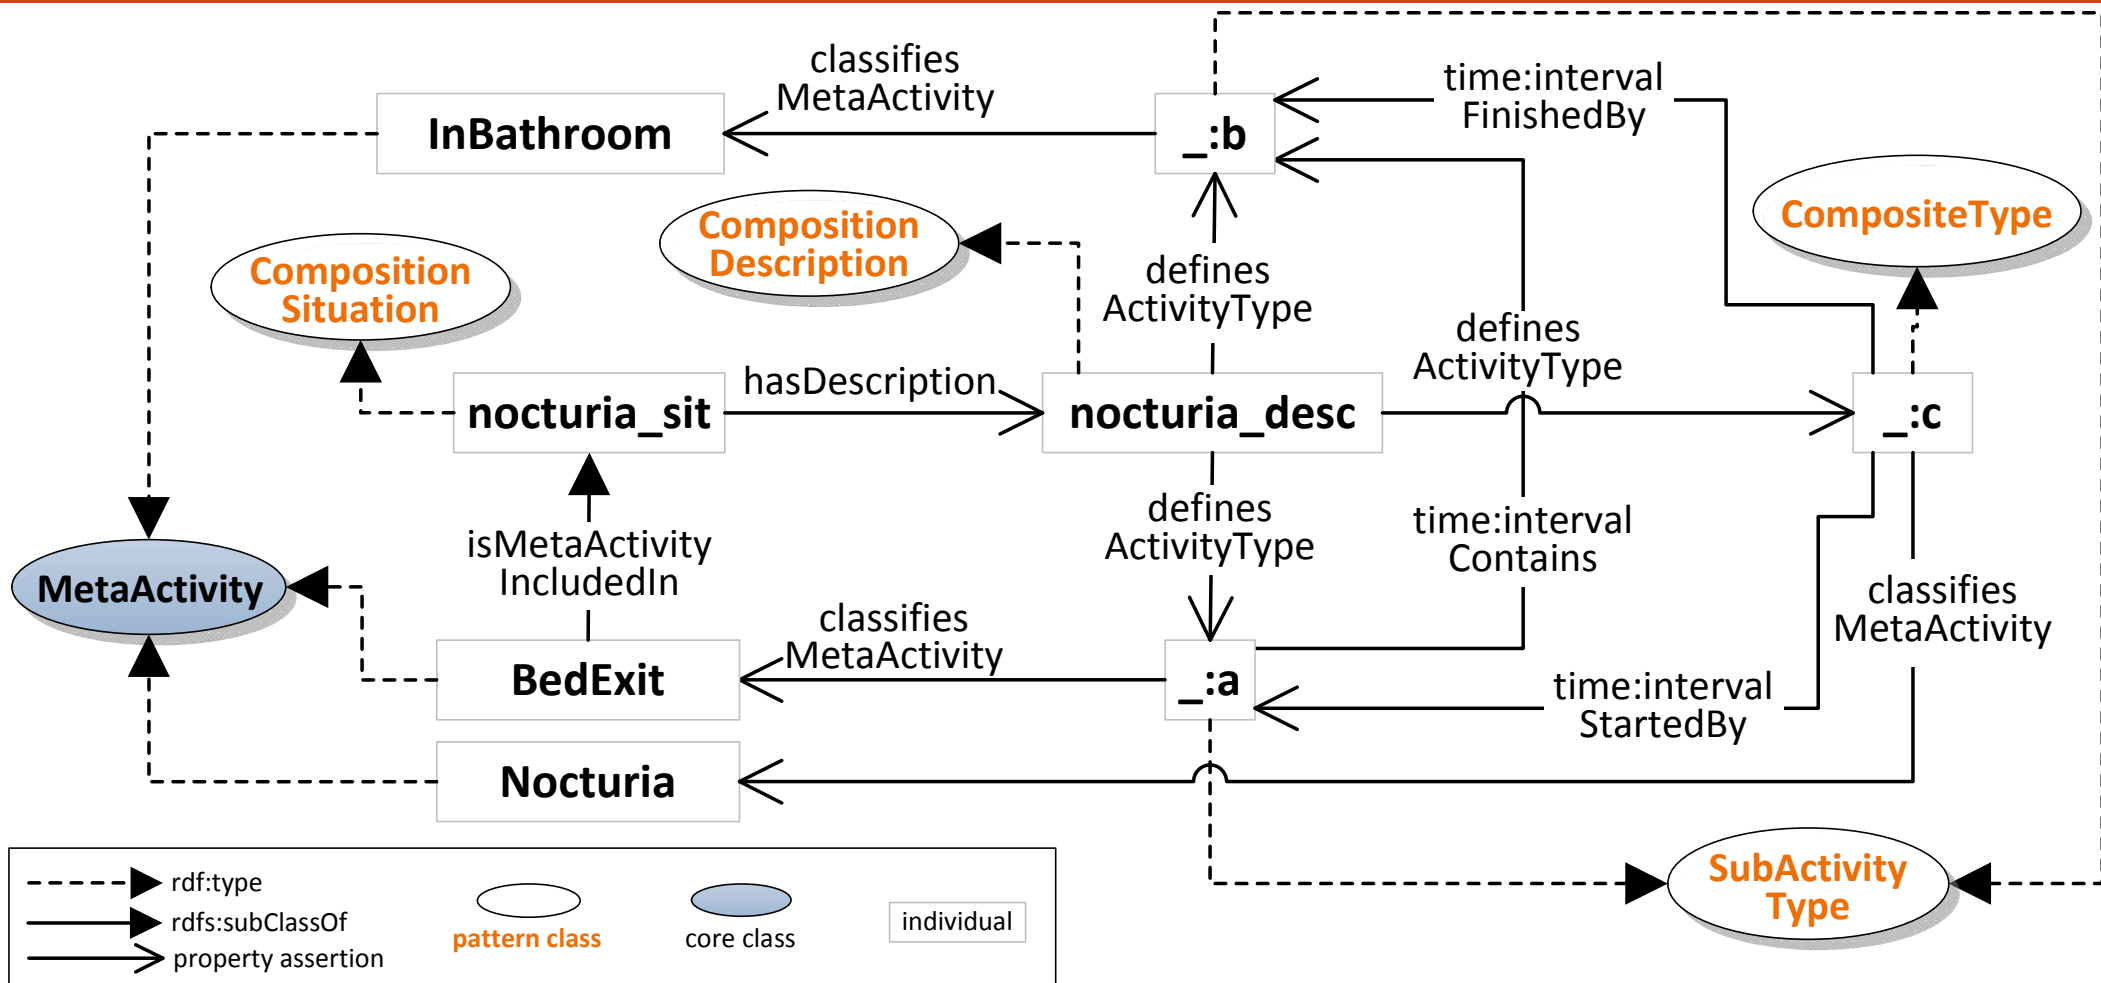 classifies
MetaActivity
time:interval
FinishedBy
InBathroom
_:b
Composition
Description
CompositeType
Composition
Situation
defines
ActivityType
defines
ActivityType
hasDescription
nocturia_sit
nocturia_desc
_:c
isMetaActivity
IncludedIn
defines
ActivityType
time:interval
Contains
MetaActivity
classifies
MetaActivity
classifies
MetaActivity
BedExit
_:a
time:interval
StartedBy
Nocturia
SubActivity
Type
rdf:type
rdfs:subClassOf
property assertion
pattern class
core class
individual